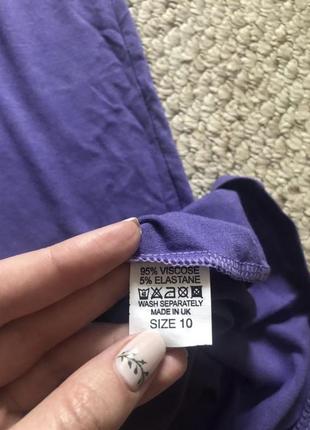 95% VISCOSE
5% ELASTANE
WASH SEPARATELY
MADE IN UK
SIZE 10